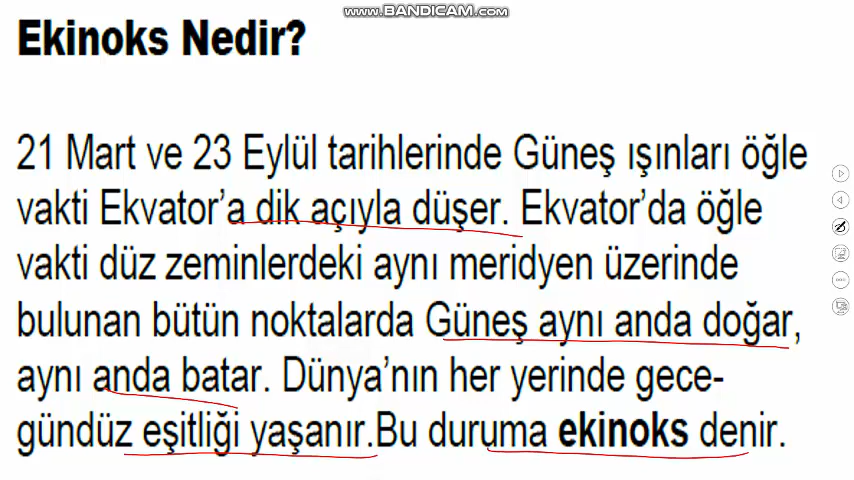 www.BANDICAM.com
Ekinoks Nedir?
21 Mart ve 23 Eylül tarihlerinde Güneş ışınları öğle
vakti Ekvator’a dik açıyla düşer. Ekvator’da öğle
vakti düz zeminlerdeki aynı meridyen üzerinde
bulunan bütün noktalarda Güneş aynı anda doğar,
aynı anda batar. Dünya’nın her yerinde gece-
gündüz eşitliği yaşanır.Bu duruma ekinoks denir.